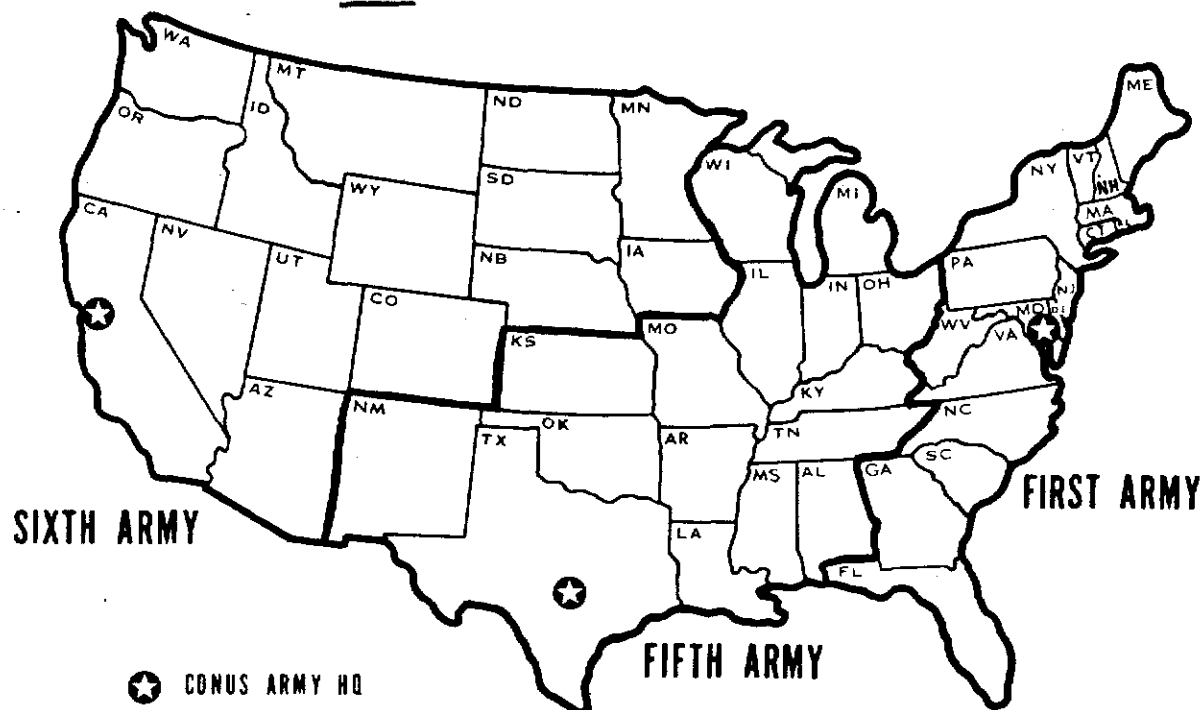 WA
MT
ND
MN
ME
OR
ID
WI
NY
VT
NH
SD
WY
MI
MA
CT
CA
NV
UT
NB
IA
IL
IN
OH
PA
NJ
CO
MO
WV
MD
DE
VA
KS
AZ
NM
KY
NC
TX
OK
AR
TN
SC
MS
AL
GA
FIRST ARMY
SIXTH ARMY
LA
FL
FIFTH ARMY
CONUS ARMY HQ